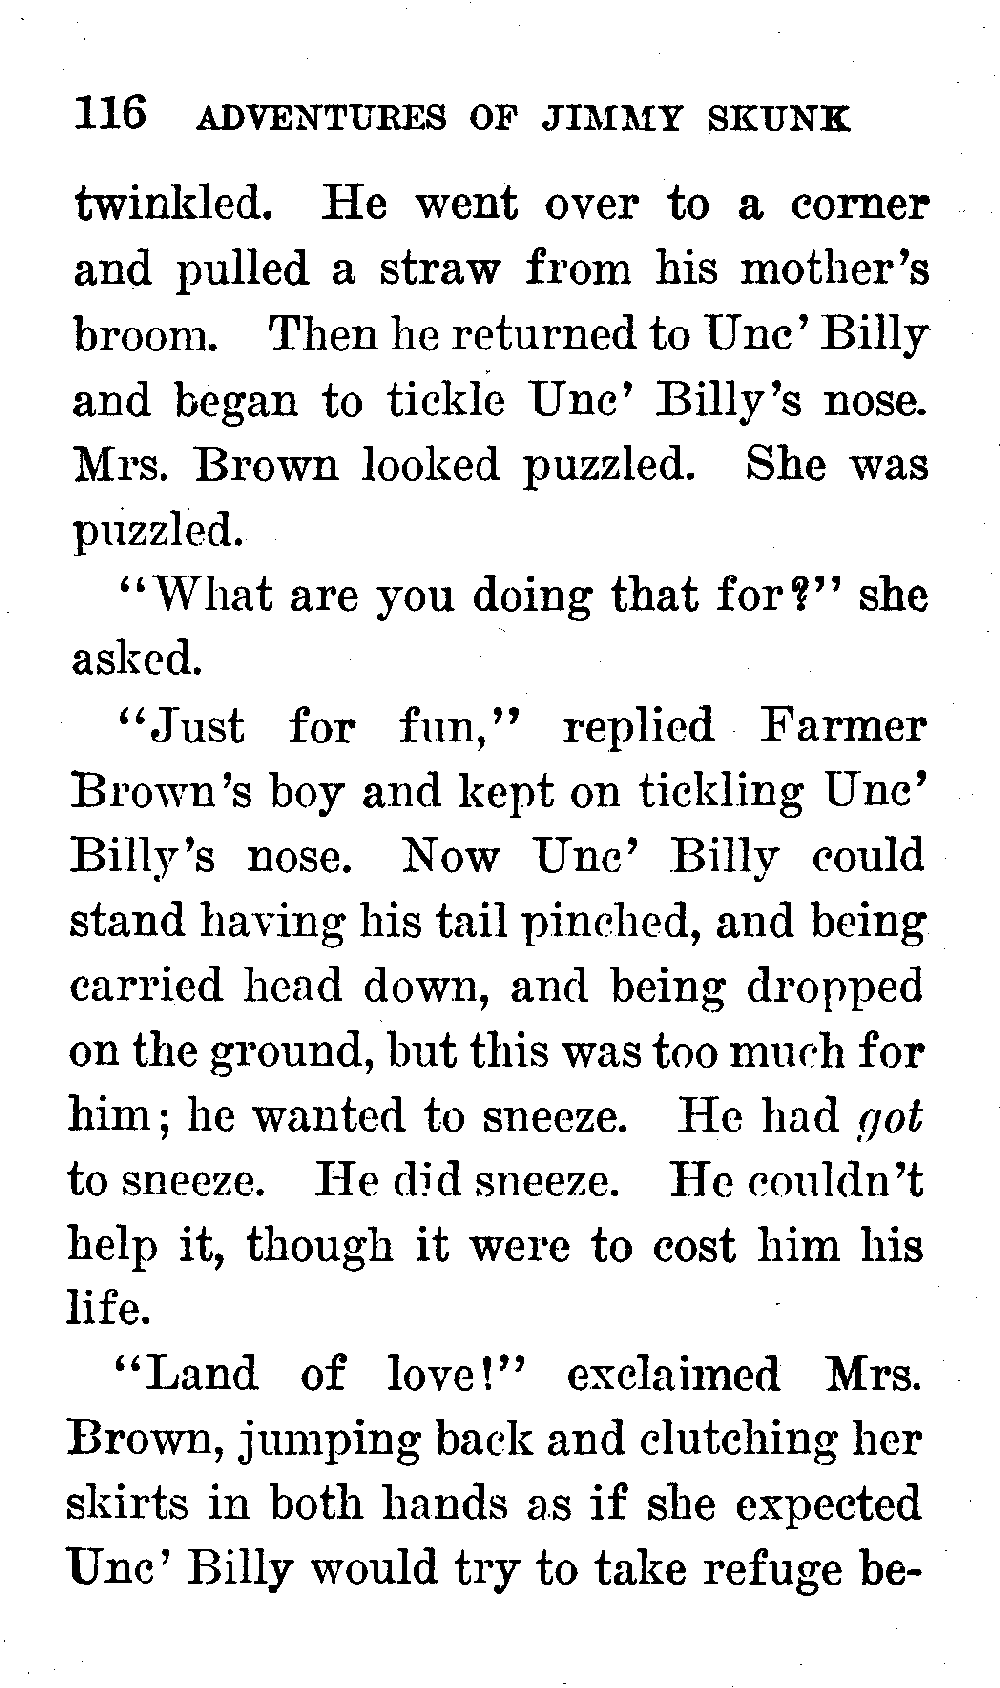 116 ADVENTURES OF JIMMY SKUNK
twinkled. He went over to a corner
and pulled a straw from his mother's
broom. Then he returned to Unc' Billy
and began to tickle Unc' Billy's nose.
Mrs. Brown looked puzzled. She was
puzzled.
"What are you doing that for?" she
asked.
"Just for fun," replied Farmer
Brown's boy and kept on tickling Unc'
Billy's nose. Now Unc' Billy could
stand having his tail pinched, and being
carried head down, and being dropped
on the ground, but this was too much for
him; he wanted to sneeze. He had got
to sneeze. He did sneeze. He couldn't
help it, though it were to cost him his
life.
"Land of love!" exclaimed Mrs.
Brown, jumping back and clutching her
skirts in both hands as if she expected
Unc' Billy would try to take refuge be-